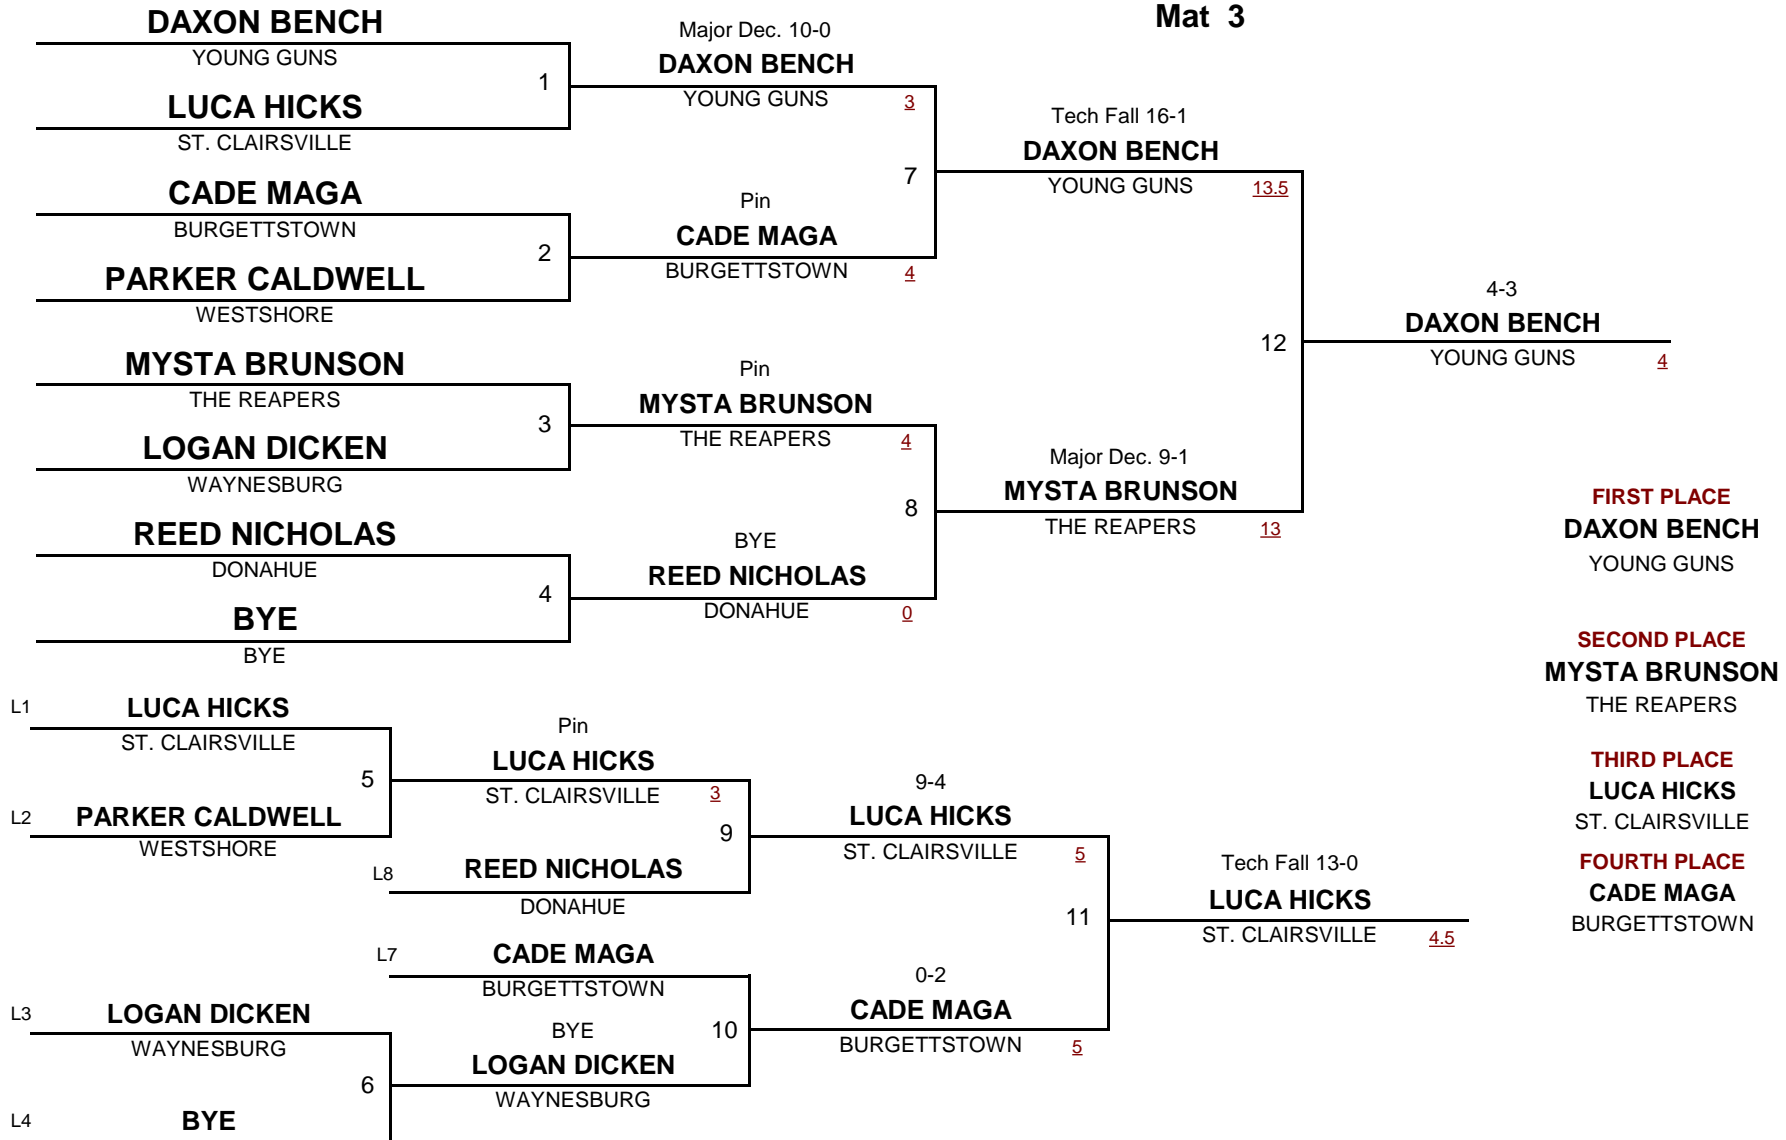 Mat 3
DAXON BENCH
YOUNG GUNS
1
LUCA HICKS
ST. CLAIRSVILLE
CADE MAGA
BURGETTSTOWN
2
PARKER CALDWELL
WESTSHORE
MYSTA BRUNSON
THE REAPERS
3
LOGAN DICKEN
WAYNESBURG
REED NICHOLAS
DONAHUE
4
BYE
BYE
Major Dec. 10-0
DAXON BENCH
YOUNG GUNS 3
7
Pin
CADE MAGA
BURGETTSTOWN 4
Pin
MYSTA BRUNSON
THE REAPERS 4
8
BYE
REED NICHOLAS
DONAHUE 0
Tech Fall 16-1
DAXON BENCH
YOUNG GUNS 13.5
12
Major Dec. 9-1
MYSTA BRUNSON
THE REAPERS 13
4-3
DAXON BENCH
YOUNG GUNS 4
FIRST PLACE
DAXON BENCH
YOUNG GUNS
SECOND PLACE
MYSTA BRUNSON
THE REAPERS
THIRD PLACE
LUCA HICKS
ST. CLAIRSVILLE
FOURTH PLACE
CADE MAGA
BURGETTSTOWN
L1 LUCA HICKS
ST. CLAIRSVILLE
5
L2 PARKER CALDWELL
WESTSHORE
L3 LOGAN DICKEN
WAYNESBURG
6
L4 BYE
Pin
LUCA HICKS
ST. CLAIRSVILLE 3
9
L8 REED NICHOLAS
DONAHUE
L7 CADE MAGA
BURGETTSTOWN
10
BYE
LOGAN DICKEN
WAYNESBURG
9-4
LUCA HICKS
ST. CLAIRSVILLE 5
11
0-2
CADE MAGA
BURGETTSTOWN 5
Tech Fall 13-0
LUCA HICKS
ST. CLAIRSVILLE 4.5